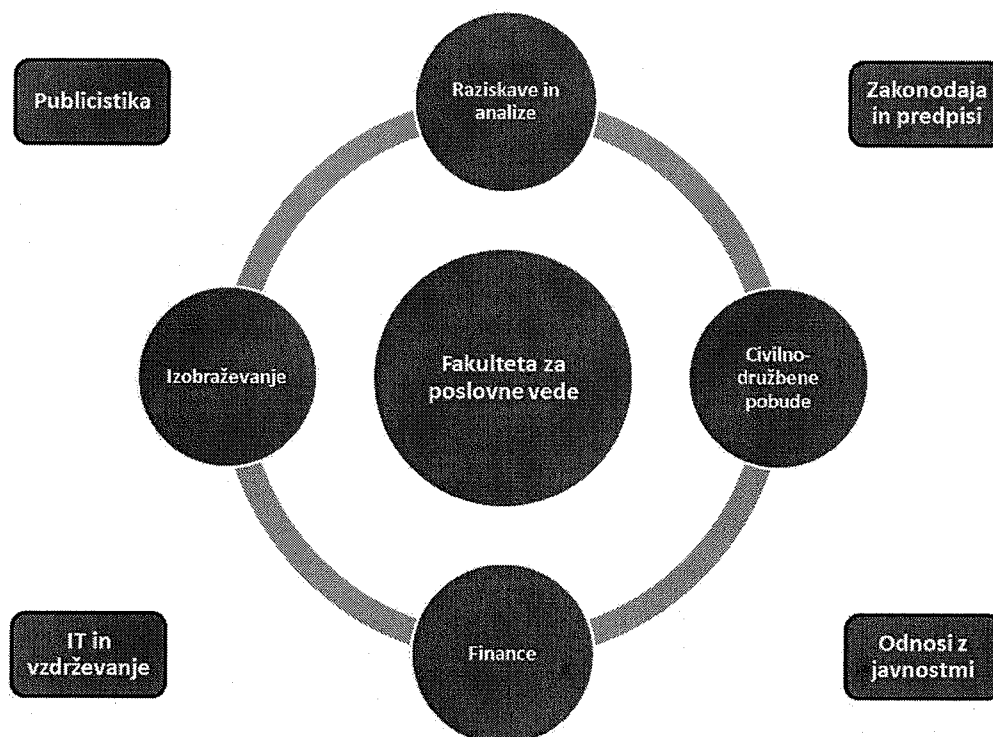 Publicistika
Raziskave in
analize
Zakonodaja
in predpisi
Izobraževanje
Fakulteta za
poslovne vede
Civilno-
družbene
pobude
IT in
vzdrževanje
Finance
Odnosi z
javnostmi